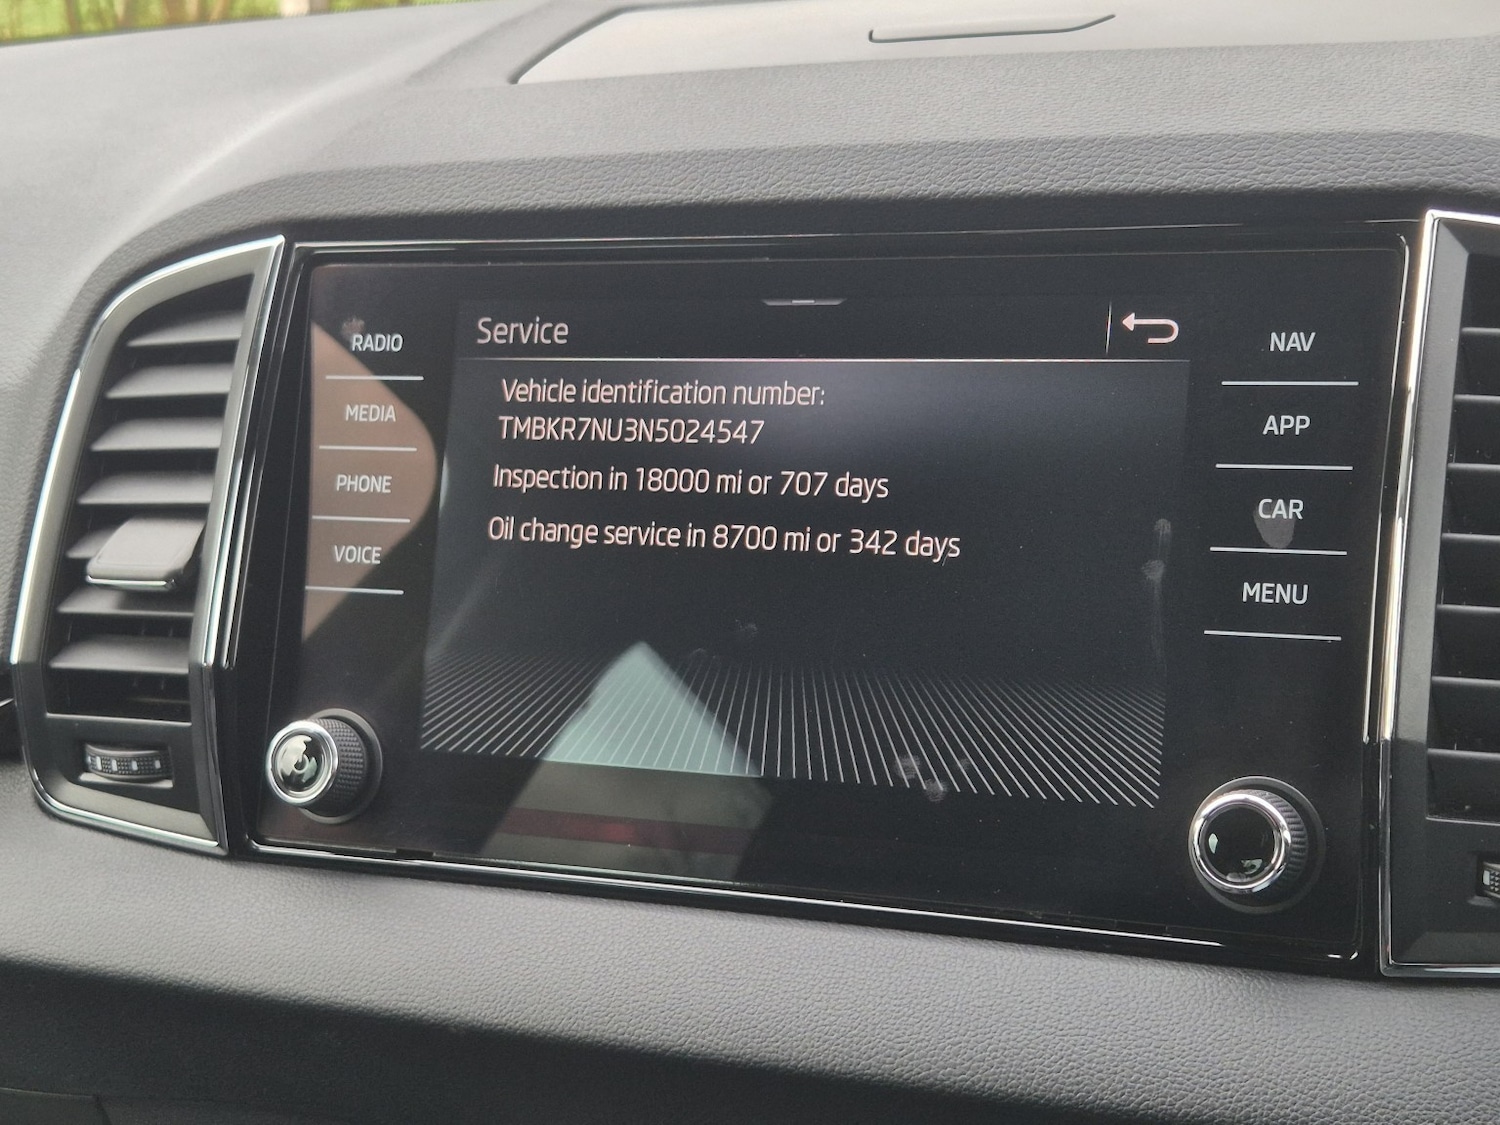 Service
Vehicle identification number:
TMBKR7NU3N5024547
Inspection in 18000 mi or 707 days
Oil change service in 8700 mi or 342 days
RADIO
MEDIA
PHONE
VOICE
NAV
APP
CAR
MENU